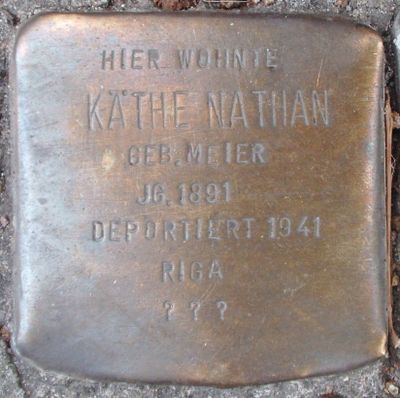 HIER WOHNTE
KÄTHE NATHAN
GEB. MEIER
JG. 1891
DEPORTIERT 1941
RIGA
? ? ?